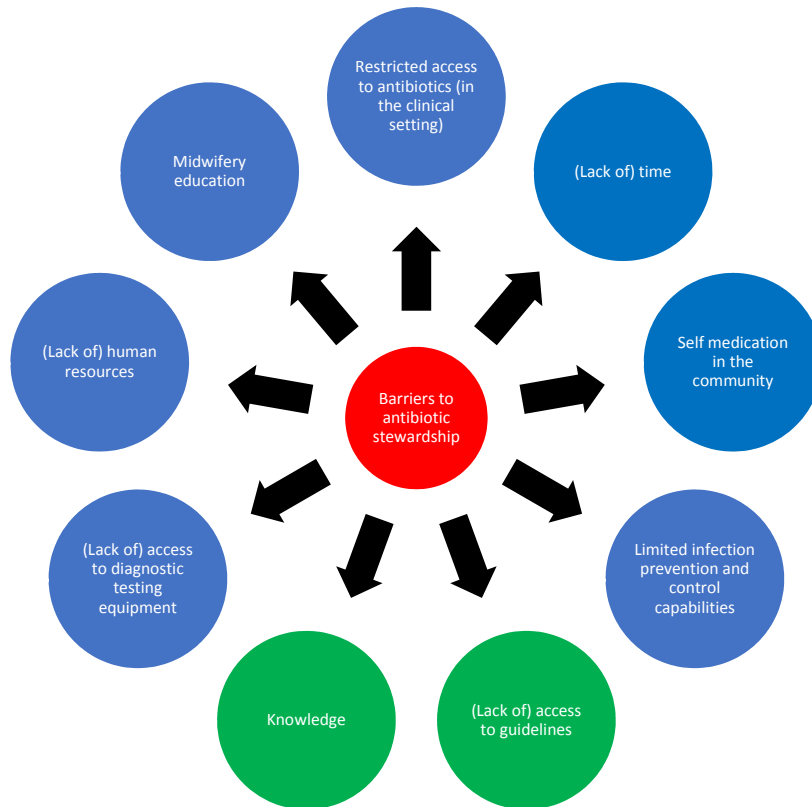 Restricted access
to antibiotics (in
the clinical
setting)
(Lack of) time
Self medication
in the
community
Limited infection
prevention and
control
capabilities
(Lack of) access
to guidelines
Knowledge
(Lack of) access
to diagnostic
testing
equipment
(Lack of) human
resources
Midwifery
education
Barriers to
antibiotic
stewardship